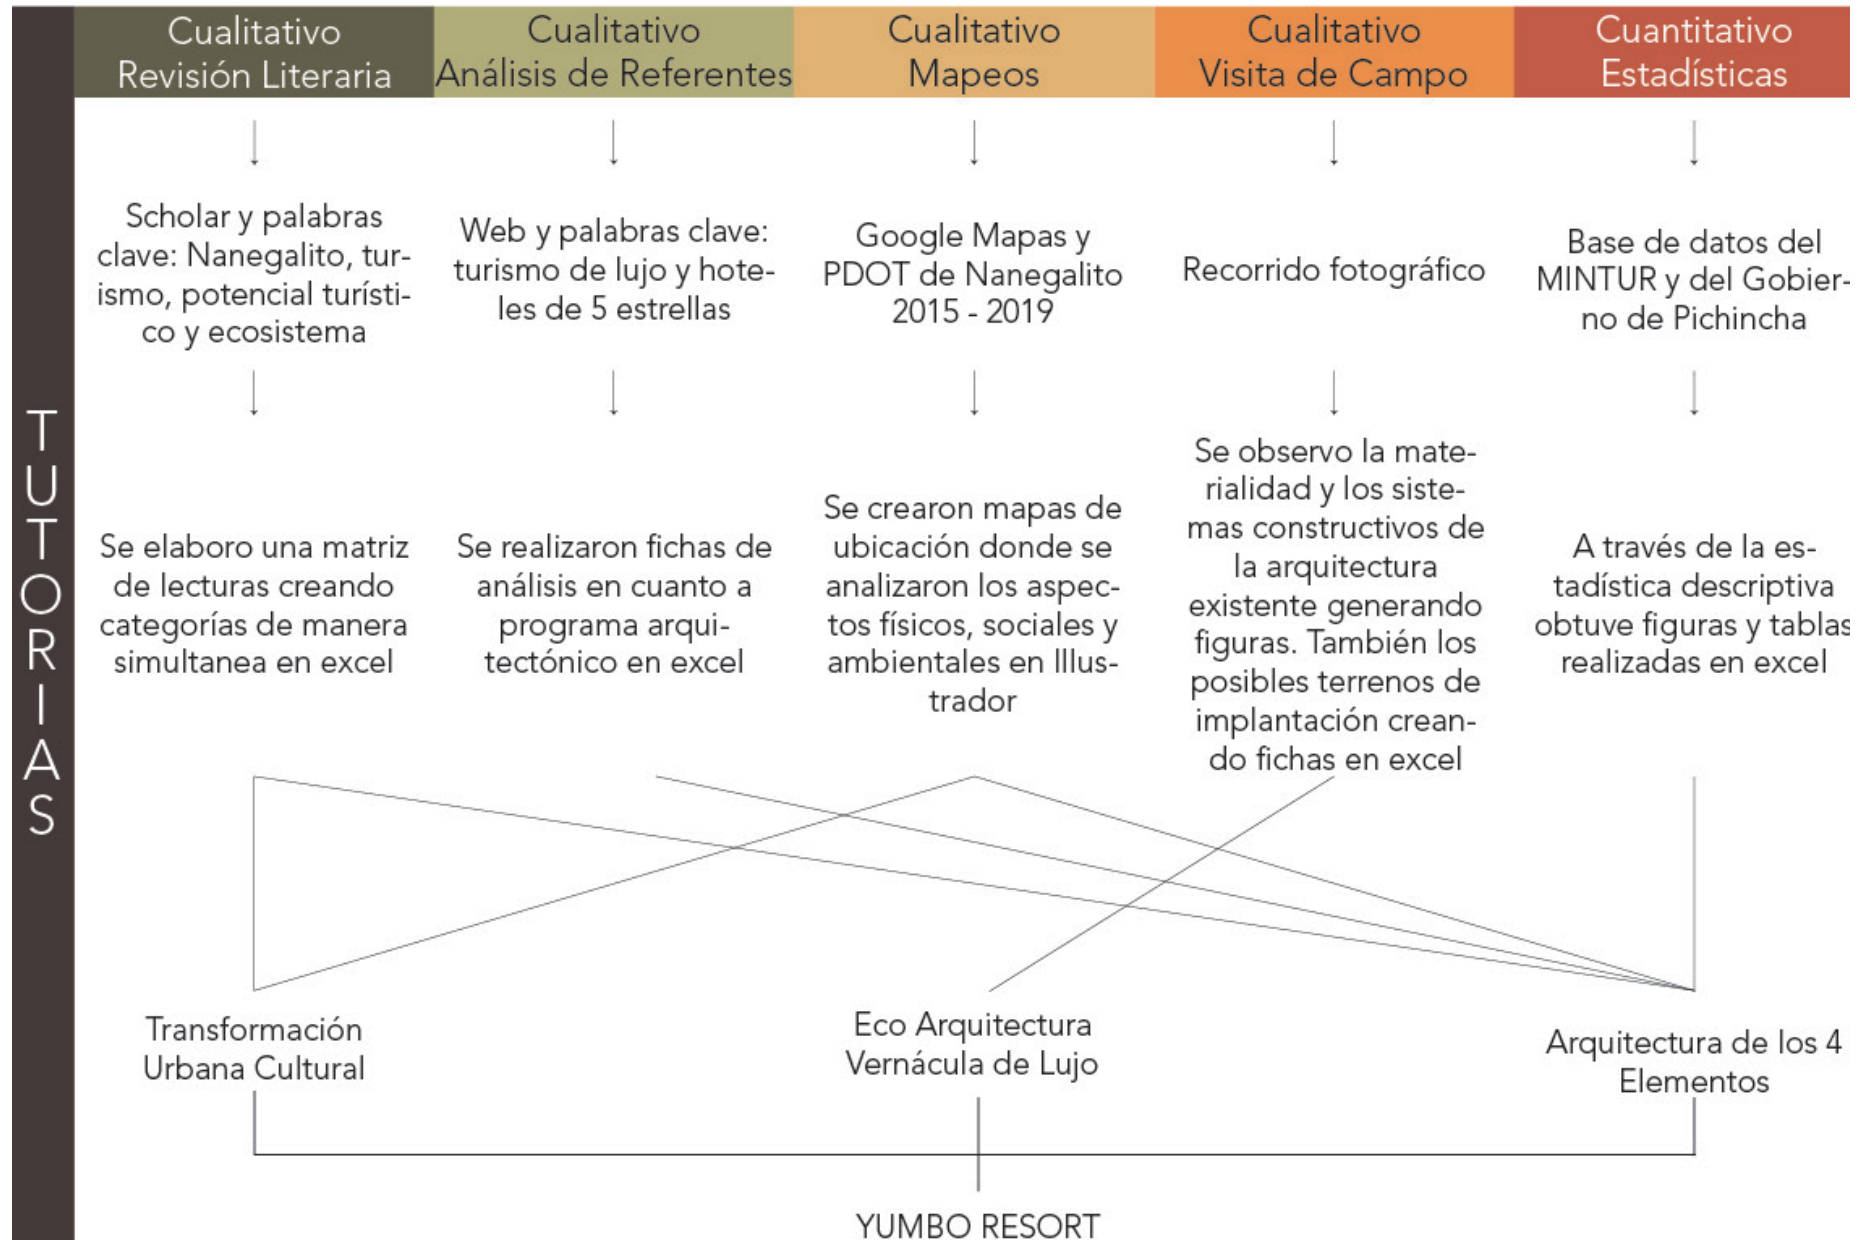 TUTORIAS
Cualitativo
Revisión Literaria
Cualitativo
Análisis de Referentes
Cualitativo
Mapeos
Cualitativo
Visita de Campo
Cuantitativo
Estadísticas
Scholar y palabras
clave: Nanegalito, tur-
ismo, potencial turísti-
co y ecosistema
Web y palabras clave:
turismo de lujo y hote-
les de 5 estrellas
Google Mapas y
PDOT de Nanegalito
2015 - 2019
Recorrido fotográfico
Base de datos del
MINTUR y del Gobier-
no de Pichincha
Se elaboro una matriz
de lecturas creando
categorías de manera
simultanea en excel
Se realizaron fichas de
análisis en cuanto a
programa arqui-
tectónico en excel
Se crearon mapas de
ubicación donde se
analizaron los aspec-
tos físicos, sociales y
ambientales en Illus-
trador
Se observo la mate-
rialidad y los siste-
mas constructivos de
la arquitectura
existente generando
figuras. También los
posibles terrenos de
implantación crean-
do fichas en excel
A través de la es-
tadística descriptiva
obtuve figuras y tablas
realizadas en excel
Transformación
Urbana Cultural
Eco Arquitectura
Vernácula de Lujo
Arquitectura de los 4
Elementos
YUMBO RESORT